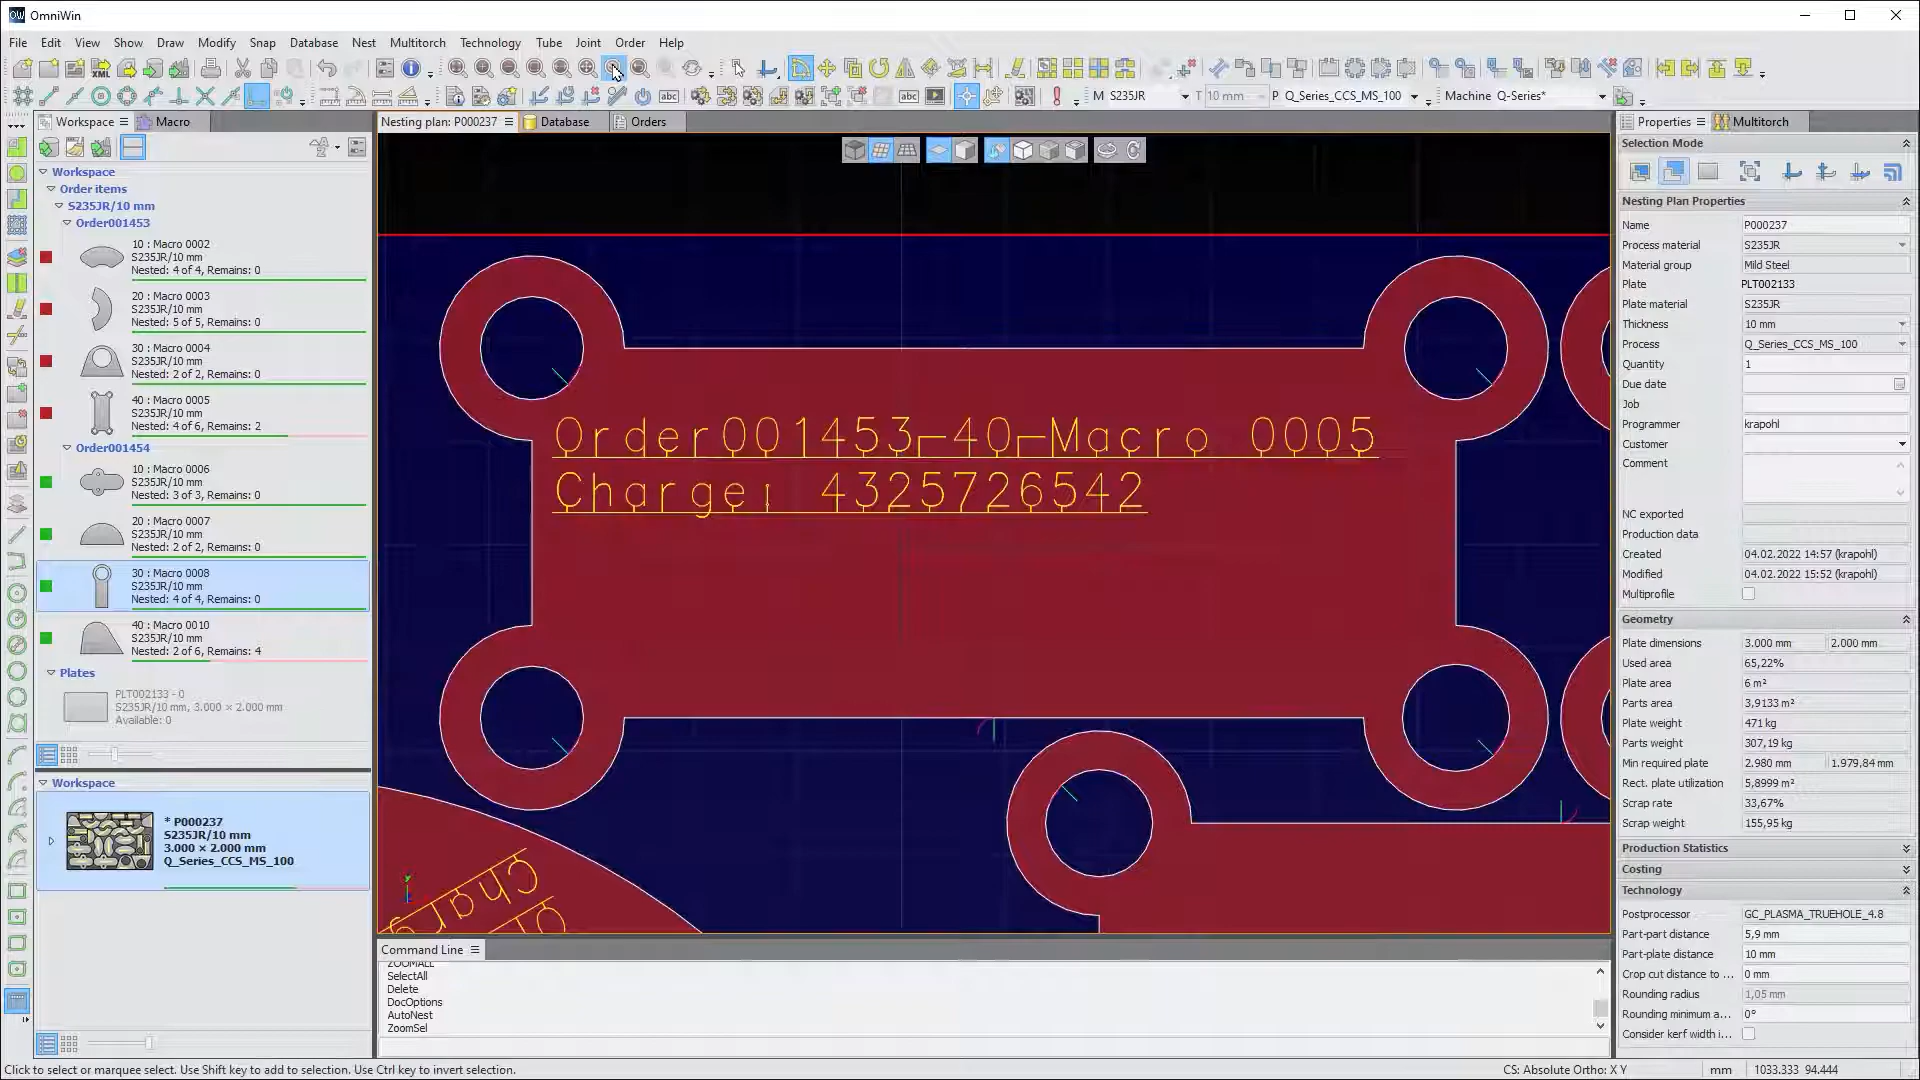 OmniWin
File Edit View Show Draw Modify Snap Database Nest Multitorch Technology Tube Joint Order Help
M S235JR T 10 mm P Q_Series_CCS_MS_100 Machine Q-Series*
Workspace Macro
Workspace
Order items
S235JR/10 mm
Order001453
10 : Macro 0002
S235JR/10 mm
Nested: 4 of 4, Remains: 0
20 : Macro 0003
S235JR/10 mm
Nested: 5 of 5, Remains: 0
30 : Macro 0004
S235JR/10 mm
Nested: 2 of 2, Remains: 0
40 : Macro 0005
S235JR/10 mm
Nested: 4 of 6, Remains: 2
Order001454
10 : Macro 0006
S235JR/10 mm
Nested: 3 of 3, Remains: 0
20 : Macro 0007
S235JR/10 mm
Nested: 2 of 2, Remains: 0
30 : Macro 0008
S235JR/10 mm
Nested: 4 of 4, Remains: 0
40 : Macro 0010
S235JR/10 mm
Nested: 2 of 6, Remains: 4
Plates
PLT002133 - 0
S235JR/10 mm, 3.000 × 2.000 mm
Available: 0
Workspace
* P000237
S235JR/10 mm
3.000 × 2.000 mm
Q_Series_CCS_MS_100
Nesting plan: P000237 Database Orders
Order001453-40-Macro 0005
Charge: 4325726542
Char
Command Line
ZOOMALL
SelectAll
Delete
DocOptions
AutoNest
ZoomSel
Properties Multitorch
Selection Mode
Nesting Plan Properties
Name P000237
Process material S235JR
Material group Mild Steel
Plate PLT002133
Plate material S235JR
Thickness 10 mm
Process Q_Series_CCS_MS_100
Quantity 1
Due date
Job
Programmer krapohl
Customer
Comment
NC exported
Production data
Created 04.02.2022 14:57 (krapohl)
Modified 04.02.2022 15:52 (krapohl)
Multiprofile
Geometry
Plate dimensions 3.000 mm 2.000 mm
Used area 65,22%
Plate area 6 m²
Parts area 3,9133 m²
Plate weight 471 kg
Parts weight 307,19 kg
Min required plate 2.980 mm 1.979,84 mm
Rect. plate utilization 5,8999 m²
Scrap rate 33,67%
Scrap weight 155,95 kg
Production Statistics
Costing
Technology
Postprocessor GC_PLASMA_TRUEHOLE_4.8
Part-part distance 5,9 mm
Part-plate distance 10 mm
Crop cut distance to ... 0 mm
Rounding radius 1,05 mm
Rounding minimum a... 0°
Consider kerf width i...
Click to select or marquee select. Use Shift key to add to selection. Use Ctrl key to invert selection.
CS: Absolute Ortho: X Y mm 1033.333 94.444